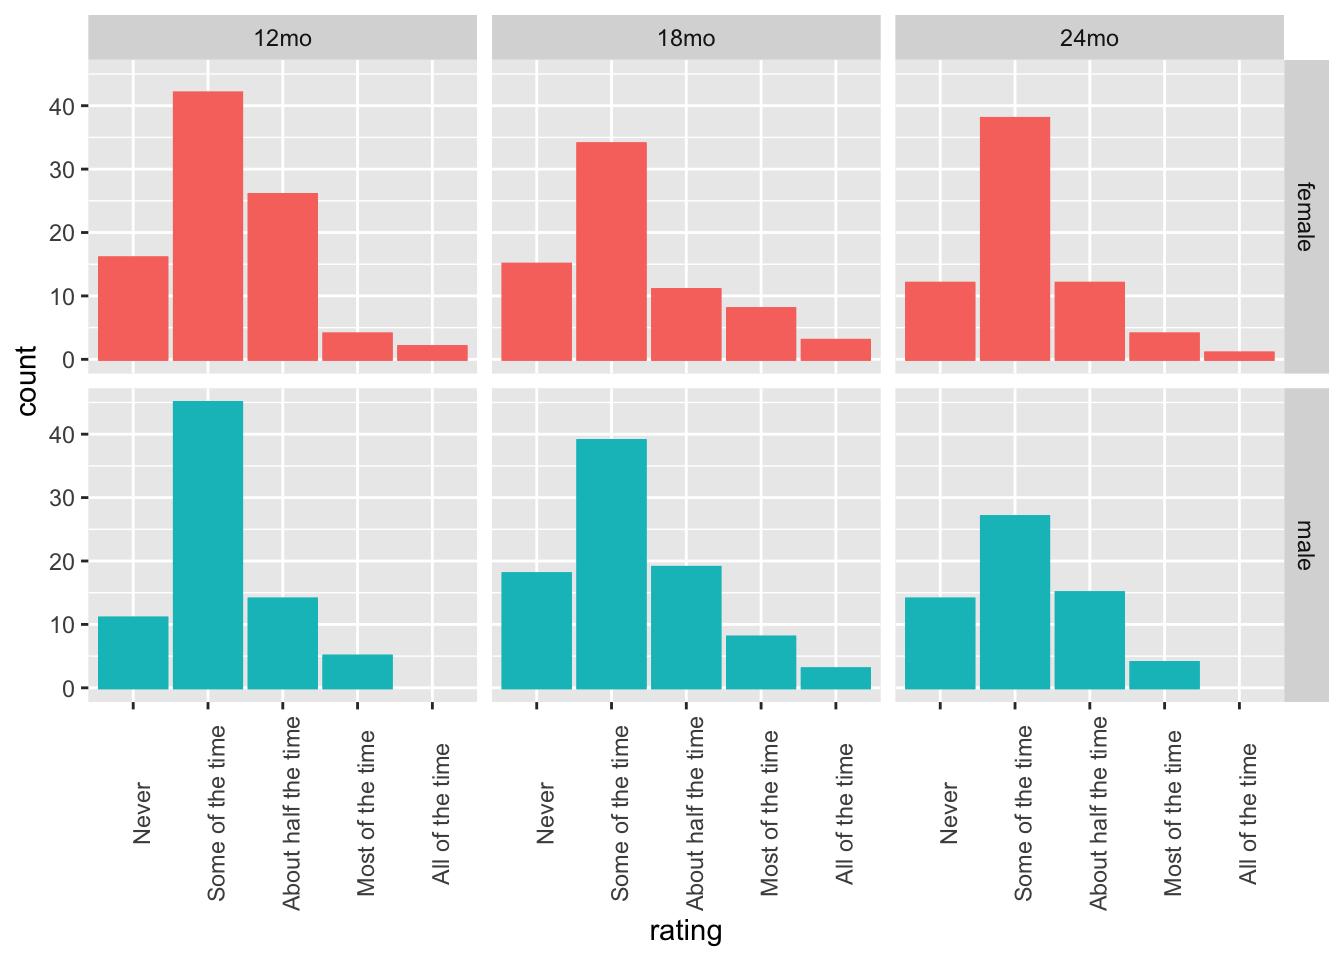 12mo 18mo 24mo
40
30
20
10
0
female
count
40
30
20
10
0
male
Never
Some of the time
About half the time
Most of the time
All of the time
Never
Some of the time
About half the time
Most of the time
All of the time
Never
Some of the time
About half the time
Most of the time
All of the time
rating